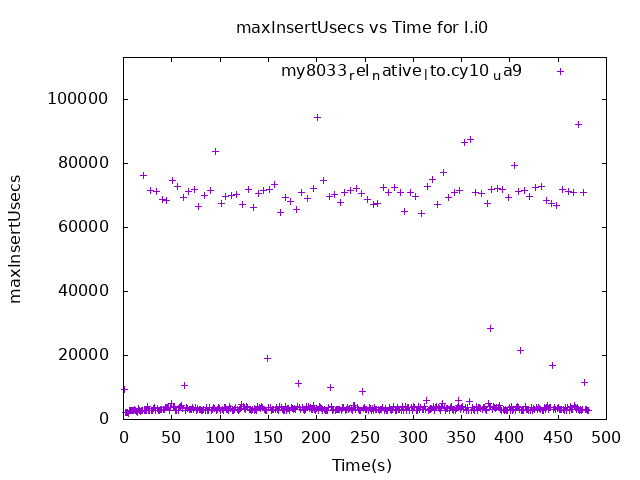 maxInsertUsecs vs Time for l.i0
my8033_rel_native_lto.cy10_ua9
100000
80000
60000
40000
20000
0
maxInsertUsecs
0 50 100 150 200 250 300 350 400 450 500
Time(s)